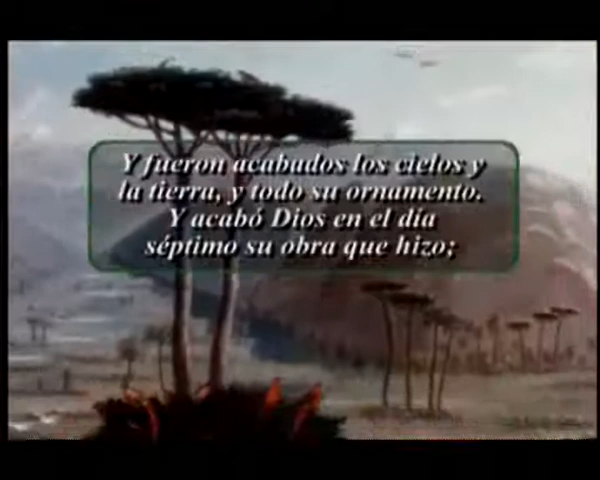 Y fueron acabados los cielos y
la tierra, y todo su ornamento.
Y acabó Dios en el día
séptimo su obra que hizo;